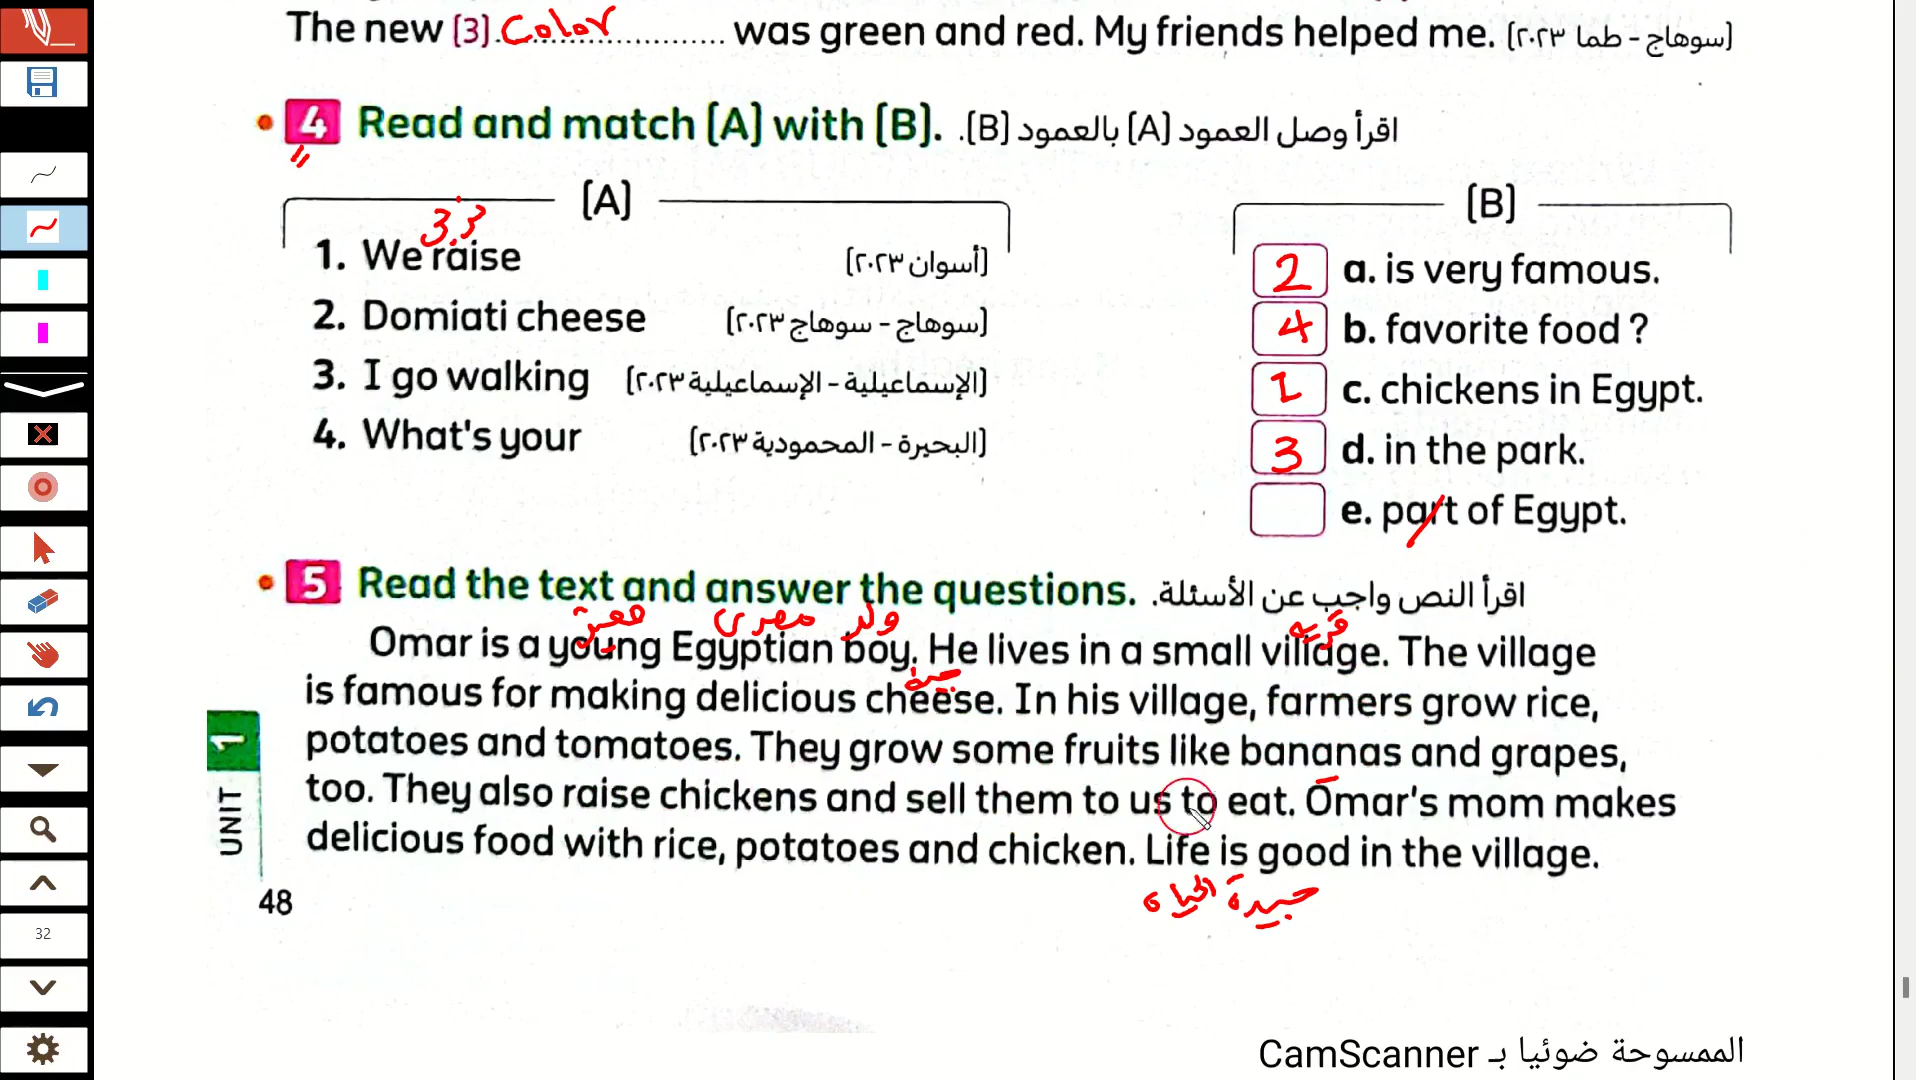 The new [3] Color was green and red. My friends helped me. [سوهاج - طما ٢٠٢٣]
4 Read and match [A] with [B]. اقرأ وصل العمود [A] بالعمود [B].
[A] [B]
1. We raise [أسوان ٢٠٢٣]
2 a. is very famous.
2. Domiati cheese [سوهاج - سوهاج ٢٠٢٣]
4 b. favorite food ?
3. I go walking [الإسماعيلية - الإسماعيلية ٢٠٢٣]
1 c. chickens in Egypt.
4. What's your [البحيرة - المحمودية ٢٠٢٣]
3 d. in the park.
e. part of Egypt.
5 Read the text and answer the questions. اقرأ النص واجب عن الأسئلة.
ولد مصرى
قرية
Omar is a young Egyptian boy. He lives in a small village. The village
جبنة
is famous for making delicious cheese. In his village, farmers grow rice,
potatoes and tomatoes. They grow some fruits like bananas and grapes,
too. They also raise chickens and sell them to us to eat. Omar's mom makes
delicious food with rice, potatoes and chicken. Life is good in the village.
الحياة جيدة
UNIT 1
48
32
الممسوحة ضوئيا بـ CamScanner